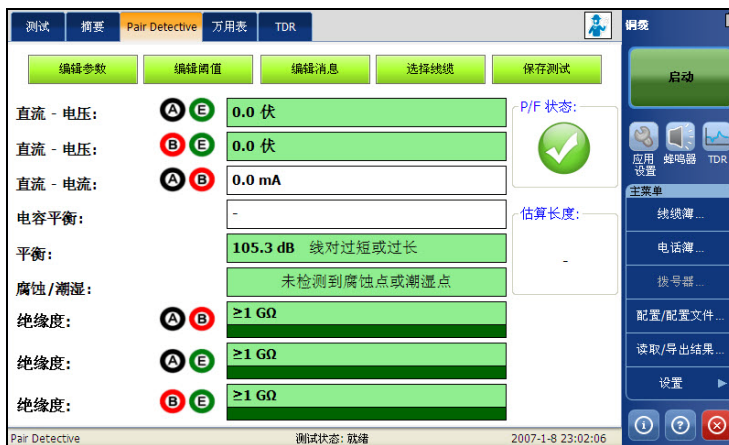 测试 摘要 Pair Detective 万用表 TDR
编辑参数 编辑阈值 编辑消息 选择线缆 保存测试
直流 - 电压: A E 0.0 伏
直流 - 电压: B E 0.0 伏
直流 - 电流: A B 0.0 mA
电容平衡: -
平衡: 105.3 dB 线对过短或过长
腐蚀/潮湿: 未检测到腐蚀点或潮湿点
绝缘度: A B ≥1 GΩ
绝缘度: A E ≥1 GΩ
绝缘度: B E ≥1 GΩ
P/F 状态:
估算长度:
-
Pair Detective 测试状态: 就绪 2007-1-8 23:02:06
铜缆
启动
应用设置 蜂鸣器 TDR
主菜单
线缆簿...
电话簿...
拨号器...
配置/配置文件...
读取/导出结果...
设置